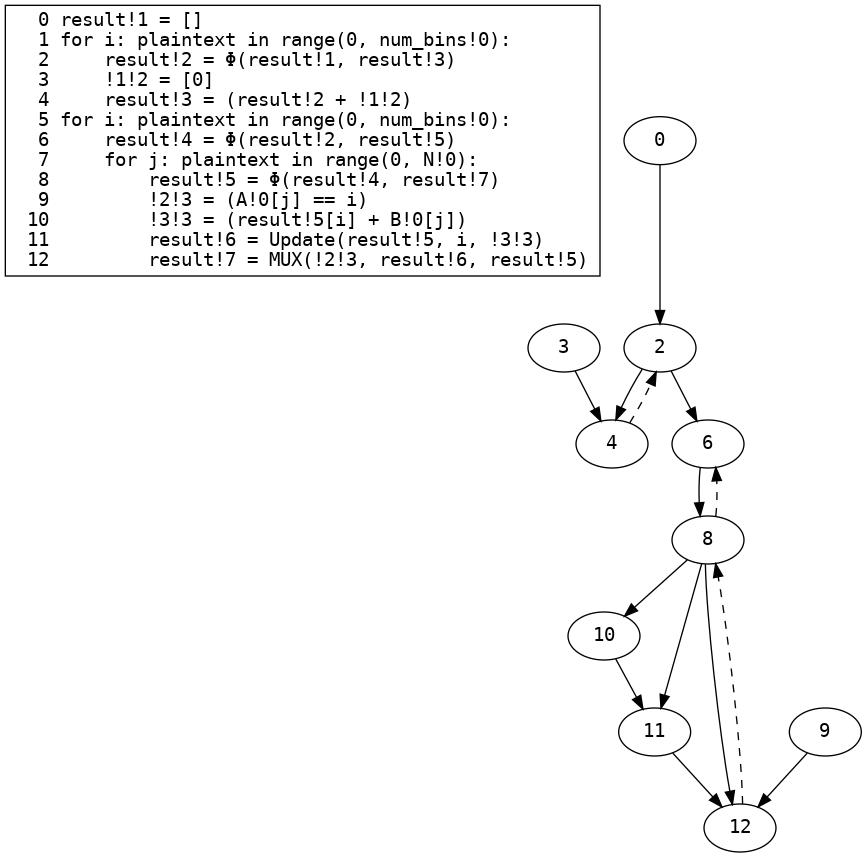 0 result!1 = []
1 for i: plaintext in range(0, num_bins!0):
2     result!2 = Φ(result!1, result!3)
3     !1!2 = [0]
4     result!3 = (result!2 + !1!2)
5 for i: plaintext in range(0, num_bins!0):
6     result!4 = Φ(result!2, result!5)
7     for j: plaintext in range(0, N!0):
8         result!5 = Φ(result!4, result!7)
9         !2!3 = (A!0[j] == i)
10         !3!3 = (result!5[i] + B!0[j])
11         result!6 = Update(result!5, i, !3!3)
12         result!7 = MUX(!2!3, result!6, result!5)
0
3
2
4
6
8
10
11
9
12